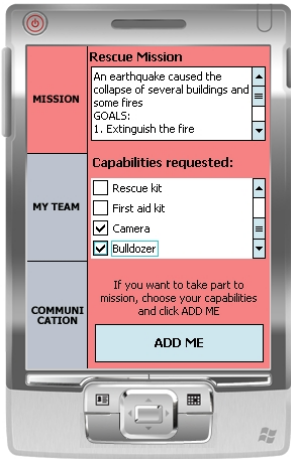 Rescue Mission
An earthquake caused the
collapse of several buildings and
some fires
GOALS:
1. Extinguish the fire
MISSION
Capabilities requested:
Rescue kit
First aid kit
Camera
Bulldozer
MY TEAM
If you want to take part to
mission, choose your capabilities
and click ADD ME
ADD ME
COMMUNI
CATION